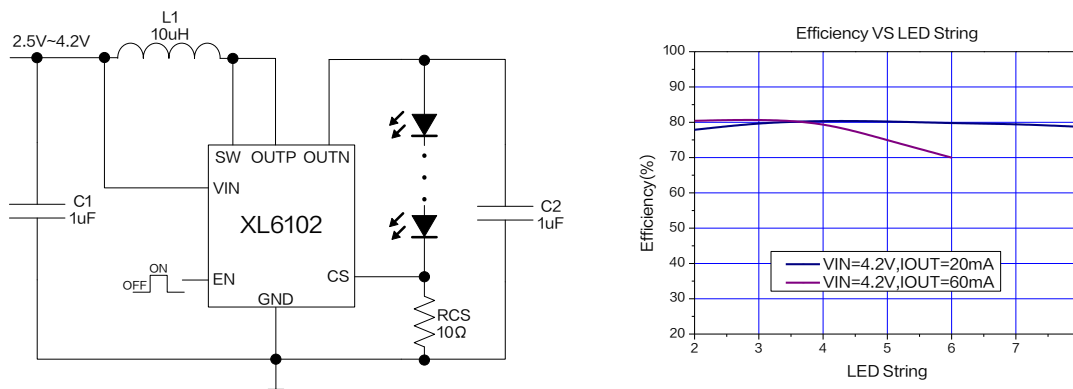 L1
10uH
2.5V~4.2V
SW OUTP OUTN
VIN
XL6102
EN
CS
GND
C1
1uF
C2
1uF
ON
OFF
RCS
10Ω
Efficiency VS LED String
100
90
80
70
60
50
40
30
20
Efficiency(%)
VIN=4.2V,IOUT=20mA
VIN=4.2V,IOUT=60mA
2 3 4 5 6 7
LED String